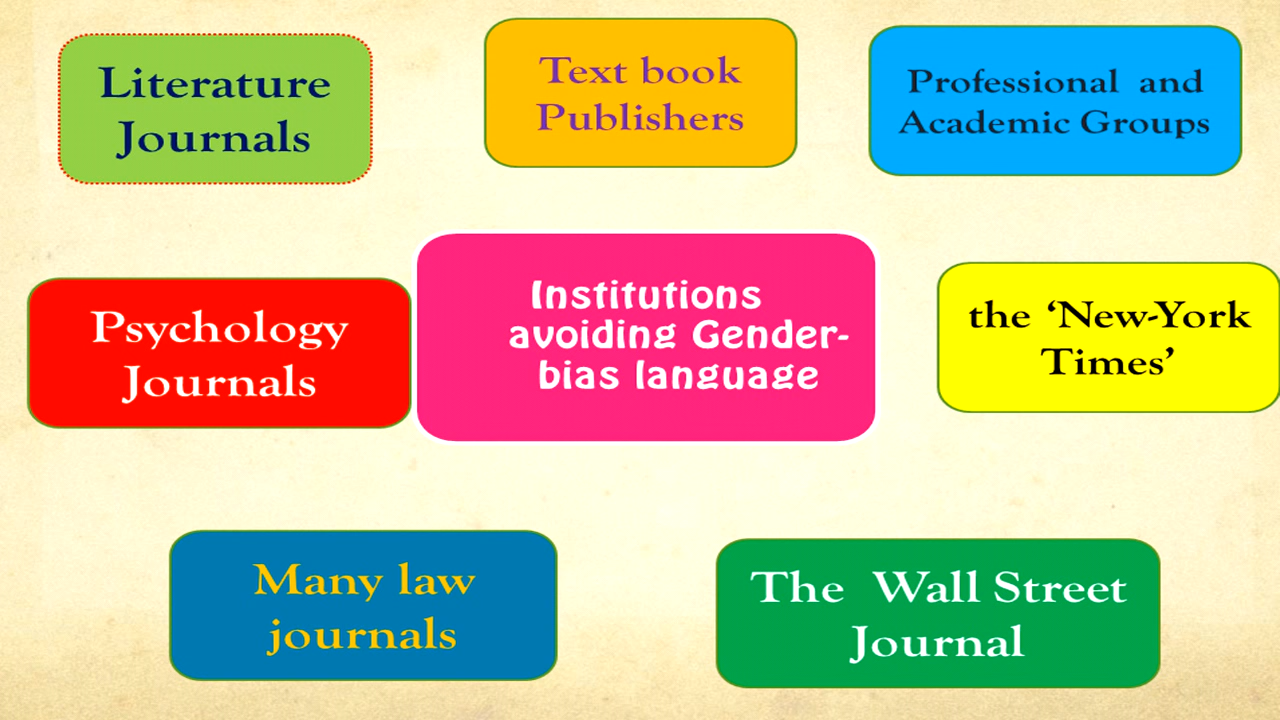 Literature
Journals
Text book
Publishers
Professional and
Academic Groups
Psychology
Journals
Institutions
avoiding Gender-
bias language
the ‘New-York
Times’
Many law
journals
The Wall Street
Journal